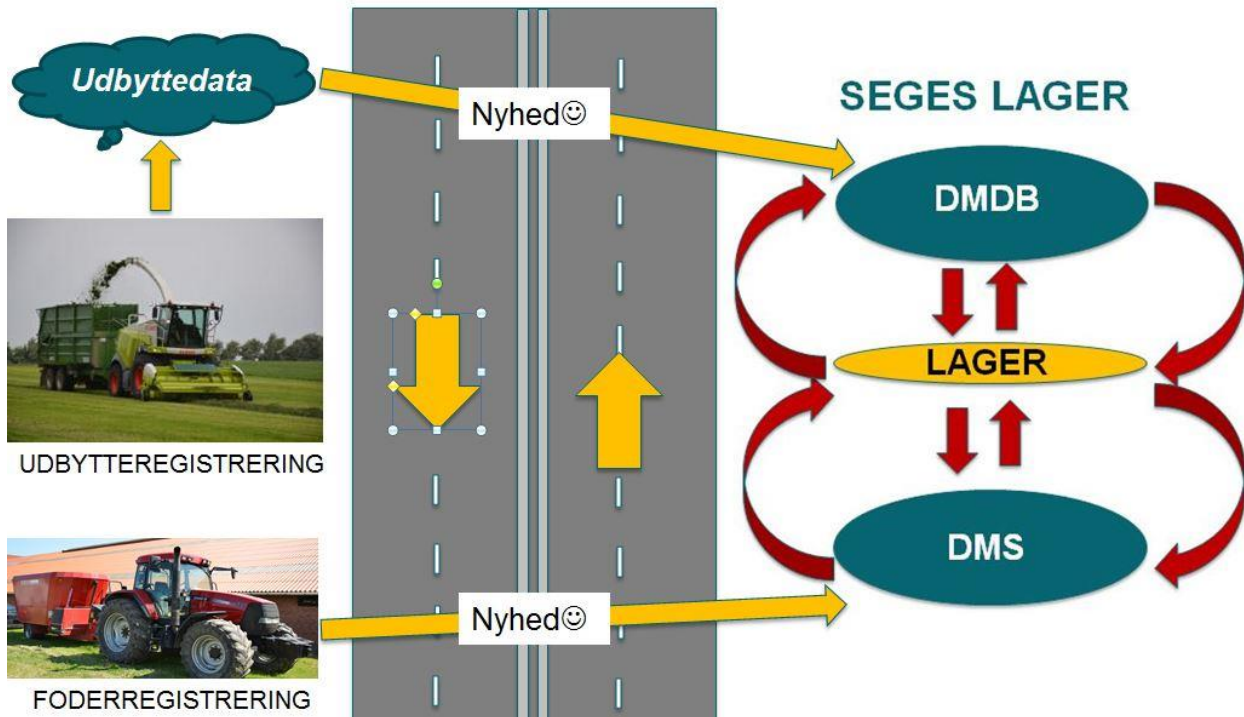 Udbyttedata
Nyhed☺
SEGES LAGER
DMDB
LAGER
UDBYTTEREGISTRERING
DMS
Nyhed☺
FODERREGISTRERING